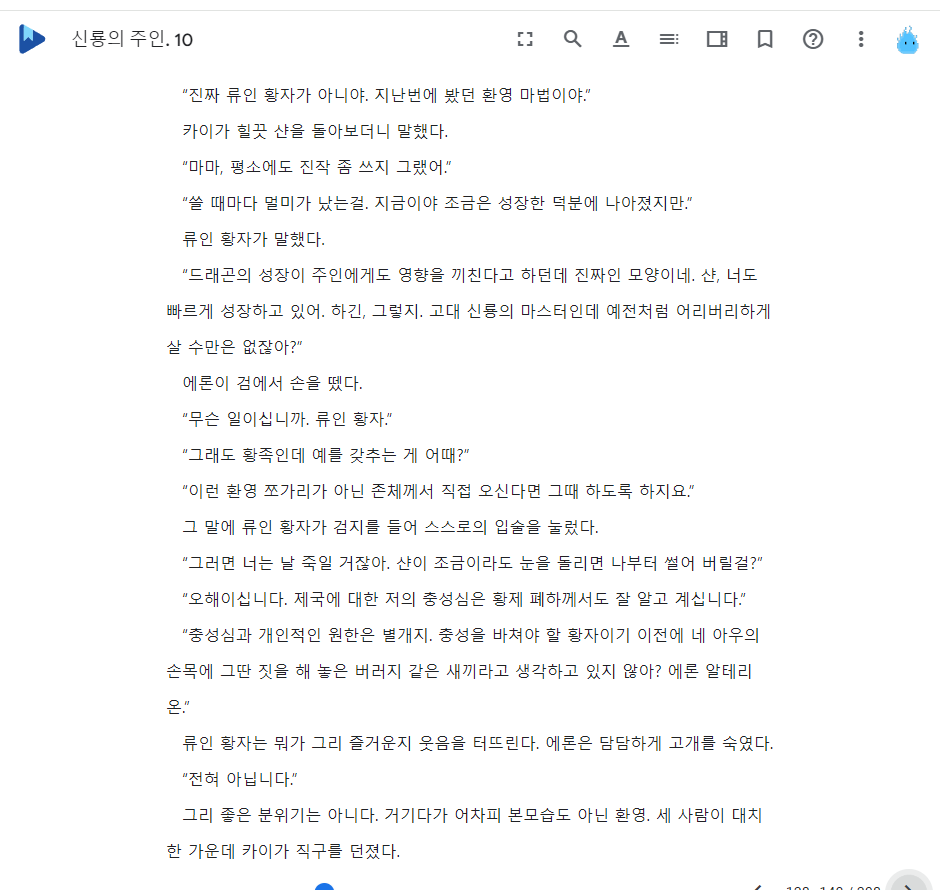 신룡의 주인. 10
“진짜 류인 황자가 아니야. 지난번에 봤던 환영 마법이야.”
카이가 힐끗 샨을 돌아보더니 말했다.
“마마, 평소에도 진작 좀 쓰지 그랬어.”
“쓸 때마다 멀미가 났는걸. 지금이야 조금은 성장한 덕분에 나아졌지만.”
류인 황자가 말했다.
“드래곤의 성장이 주인에게도 영향을 끼친다고 하던데 진짜인 모양이네. 샨, 너도
빠르게 성장하고 있어. 하긴, 그렇지. 고대 신룡의 마스터인데 예전처럼 어리버리하게
살 수만은 없잖아?”
에론이 검에서 손을 뗐다.
“무슨 일이십니까. 류인 황자.”
“그래도 황족인데 예를 갖추는 게 어때?”
“이런 환영 쪼가리가 아닌 존체께서 직접 오신다면 그때 하도록 하지요.”
그 말에 류인 황자가 검지를 들어 스스로의 입술을 눌렀다.
“그러면 너는 날 죽일 거잖아. 샨이 조금이라도 눈을 돌리면 나부터 썰어 버릴걸?”
“오해이십니다. 제국에 대한 저의 충성심은 황제 폐하께서도 잘 알고 계십니다.”
“충성심과 개인적인 원한은 별개지. 충성을 바쳐야 할 황자이기 이전에 네 아우의
손목에 그딴 짓을 해 놓은 버러지 같은 새끼라고 생각하고 있지 않아? 에론 알테리
온.”
류인 황자는 뭐가 그리 즐거운지 웃음을 터뜨린다. 에론은 담담하게 고개를 숙였다.
“전혀 아닙니다.”
그리 좋은 분위기는 아니다. 거기다가 어차피 본모습도 아닌 환영. 세 사람이 대치
한 가운데 카이가 직구를 던졌다.